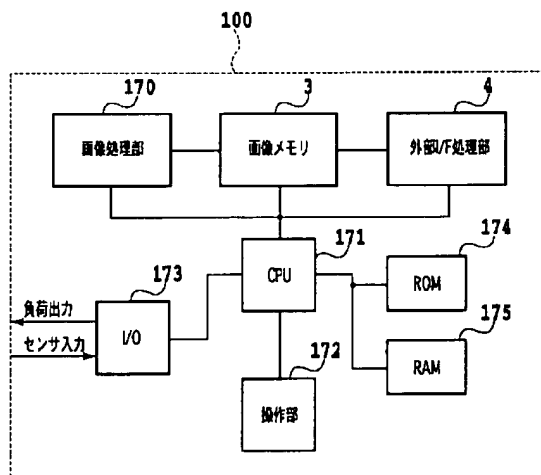 100
170
3
4
画像処理部
画像メモリ
外部I/F処理部
171
174
173
CPU
ROM
負荷出力
I/O
175
センサ入力
172
RAM
操作部